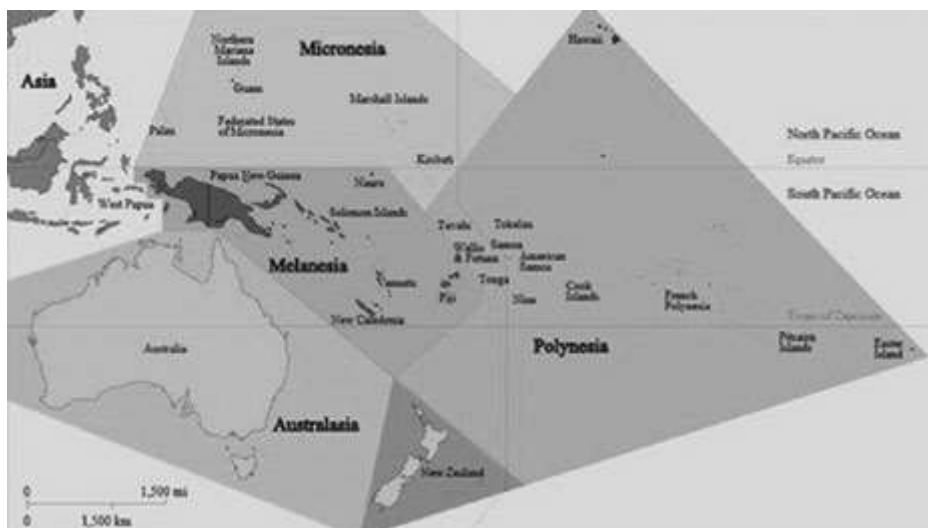 Northern
Mariana
Islands
Micronesia
Hawaii
Asia
Guam
Marshall Islands
Palau
Federated States
of Micronesia
North Pacific Ocean
Kiribati
Equator
Papua New Guinea
Nauru
West Papua
Solomon Islands
South Pacific Ocean
Tuvalu
Tokelau
Wallis
& Futuna
Samoa
American
Samoa
Melanesia
Vanuatu
Fiji
Tonga
Niue
Cook
Islands
French
Polynesia
New Caledonia
Tropic of Capricorn
Australia
Polynesia
Pitcairn
Islands
Easter
Island
Australasia
New Zealand
0 1,500 mi
0 1,500 km